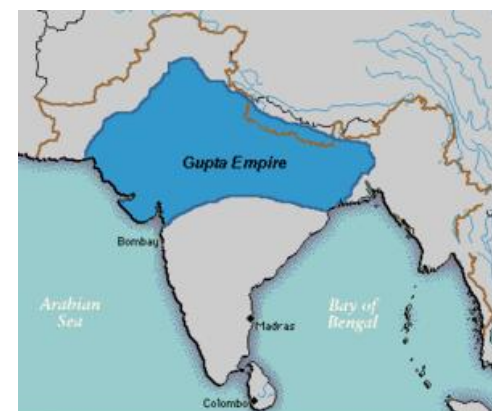 Gupta Empire
Bombay
Arabian
Sea
Bay of
Bengal
Madras
Colombo